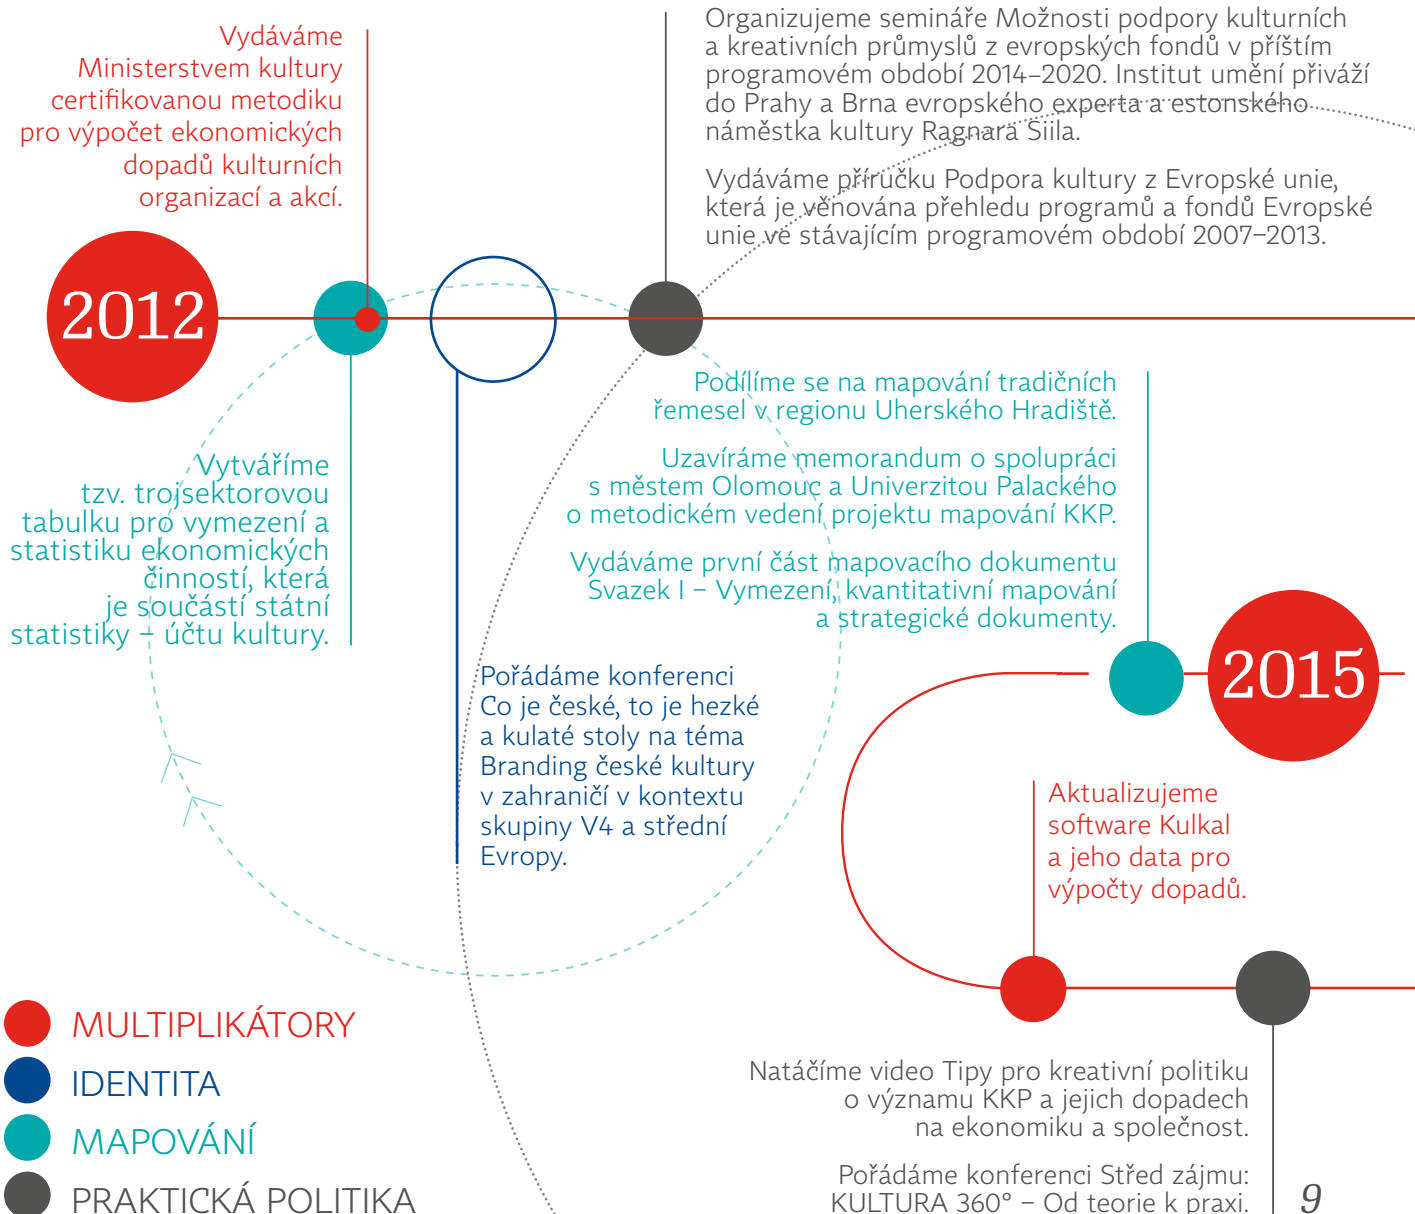 Vydáváme
Ministerstvem kultury
certifikovanou metodiku
pro výpočet ekonomických
dopadů kulturních
organizací a akcí.
Organizujeme semináře Možnosti podpory kulturních
a kreativních průmyslů z evropských fondů v příštím
programovém období 2014–2020. Institut umění přiváží
do Prahy a Brna evropského experta a estonského
náměstka kultury Ragnara Siila.
Vydáváme příručku Podpora kultury z Evropské unie,
která je věnována přehledu programů a fondů Evropské
unie ve stávajícím programovém období 2007–2013.
2012
Vytváříme
tzv. trojsektorovou
tabulku pro vymezení a
statistiku ekonomických
činností, která
je součástí státní
statistiky – účtu kultury.
Podílíme se na mapování tradičních
řemesel v regionu Uherského Hradiště.
Uzavíráme memorandum o spolupráci
s městem Olomouc a Univerzitou Palackého
o metodickém vedení projektu mapování KKP.
Vydáváme první část mapovacího dokumentu
Svazek I – Vymezení, kvantitativní mapování
a strategické dokumenty.
Pořádáme konferenci
Co je české, to je hezké
a kulaté stoly na téma
Branding české kultury
v zahraničí v kontextu
skupiny V4 a střední
Evropy.
2015
Aktualizujeme
software Kulkal
a jeho data pro
výpočty dopadů.
MULTIPLIKÁTORY
IDENTITA
MAPOVÁNÍ
PRAKTICKÁ POLITIKA
Natáčíme video Tipy pro kreativní politiku
o významu KKP a jejich dopadech
na ekonomiku a společnost.
Pořádáme konferenci Střed zájmu:
KULTURA 360° – Od teorie k praxi.
9